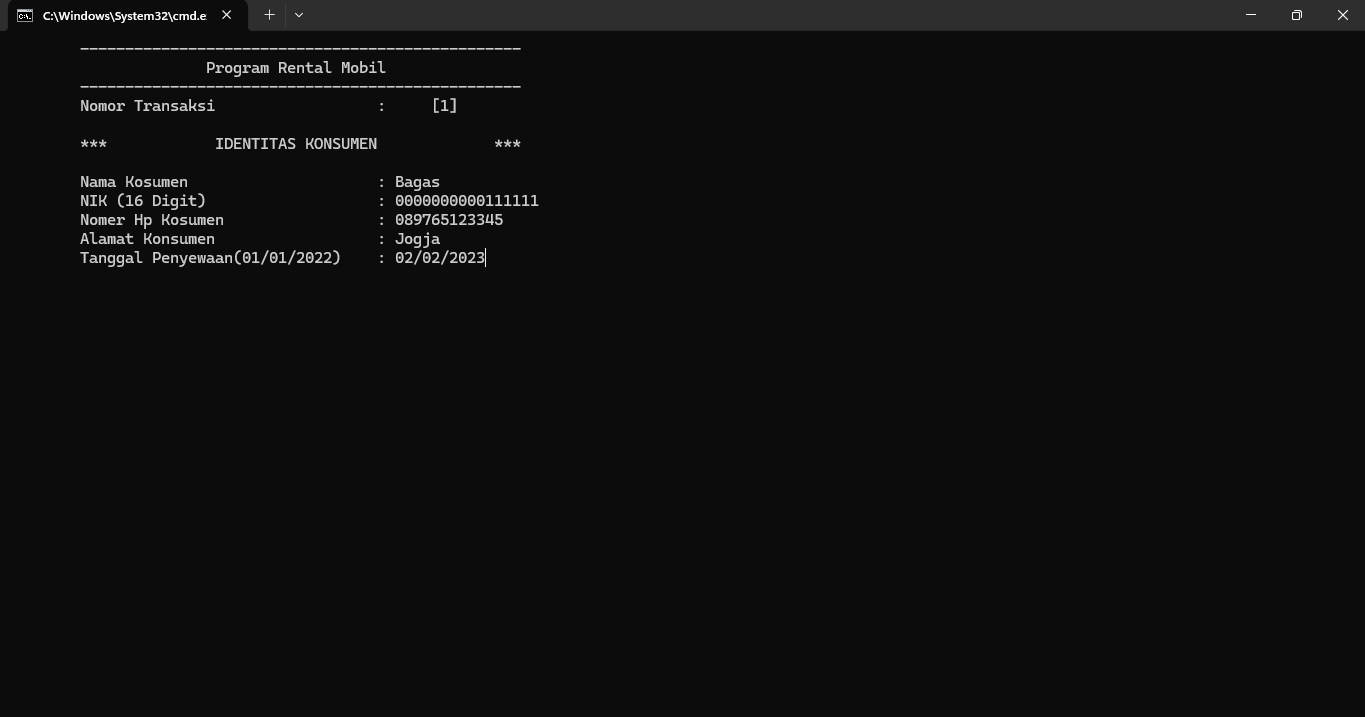 C:\Windows\System32\cmd.e
------------------------------------------------
Program Rental Mobil
------------------------------------------------
Nomor Transaksi : [1]
*** IDENTITAS KONSUMEN ***
Nama Kosumen : Bagas
NIK (16 Digit) : 0000000000111111
Nomer Hp Kosumen : 089765123345
Alamat Konsumen : Jogja
Tanggal Penyewaan(01/01/2022) : 02/02/2023